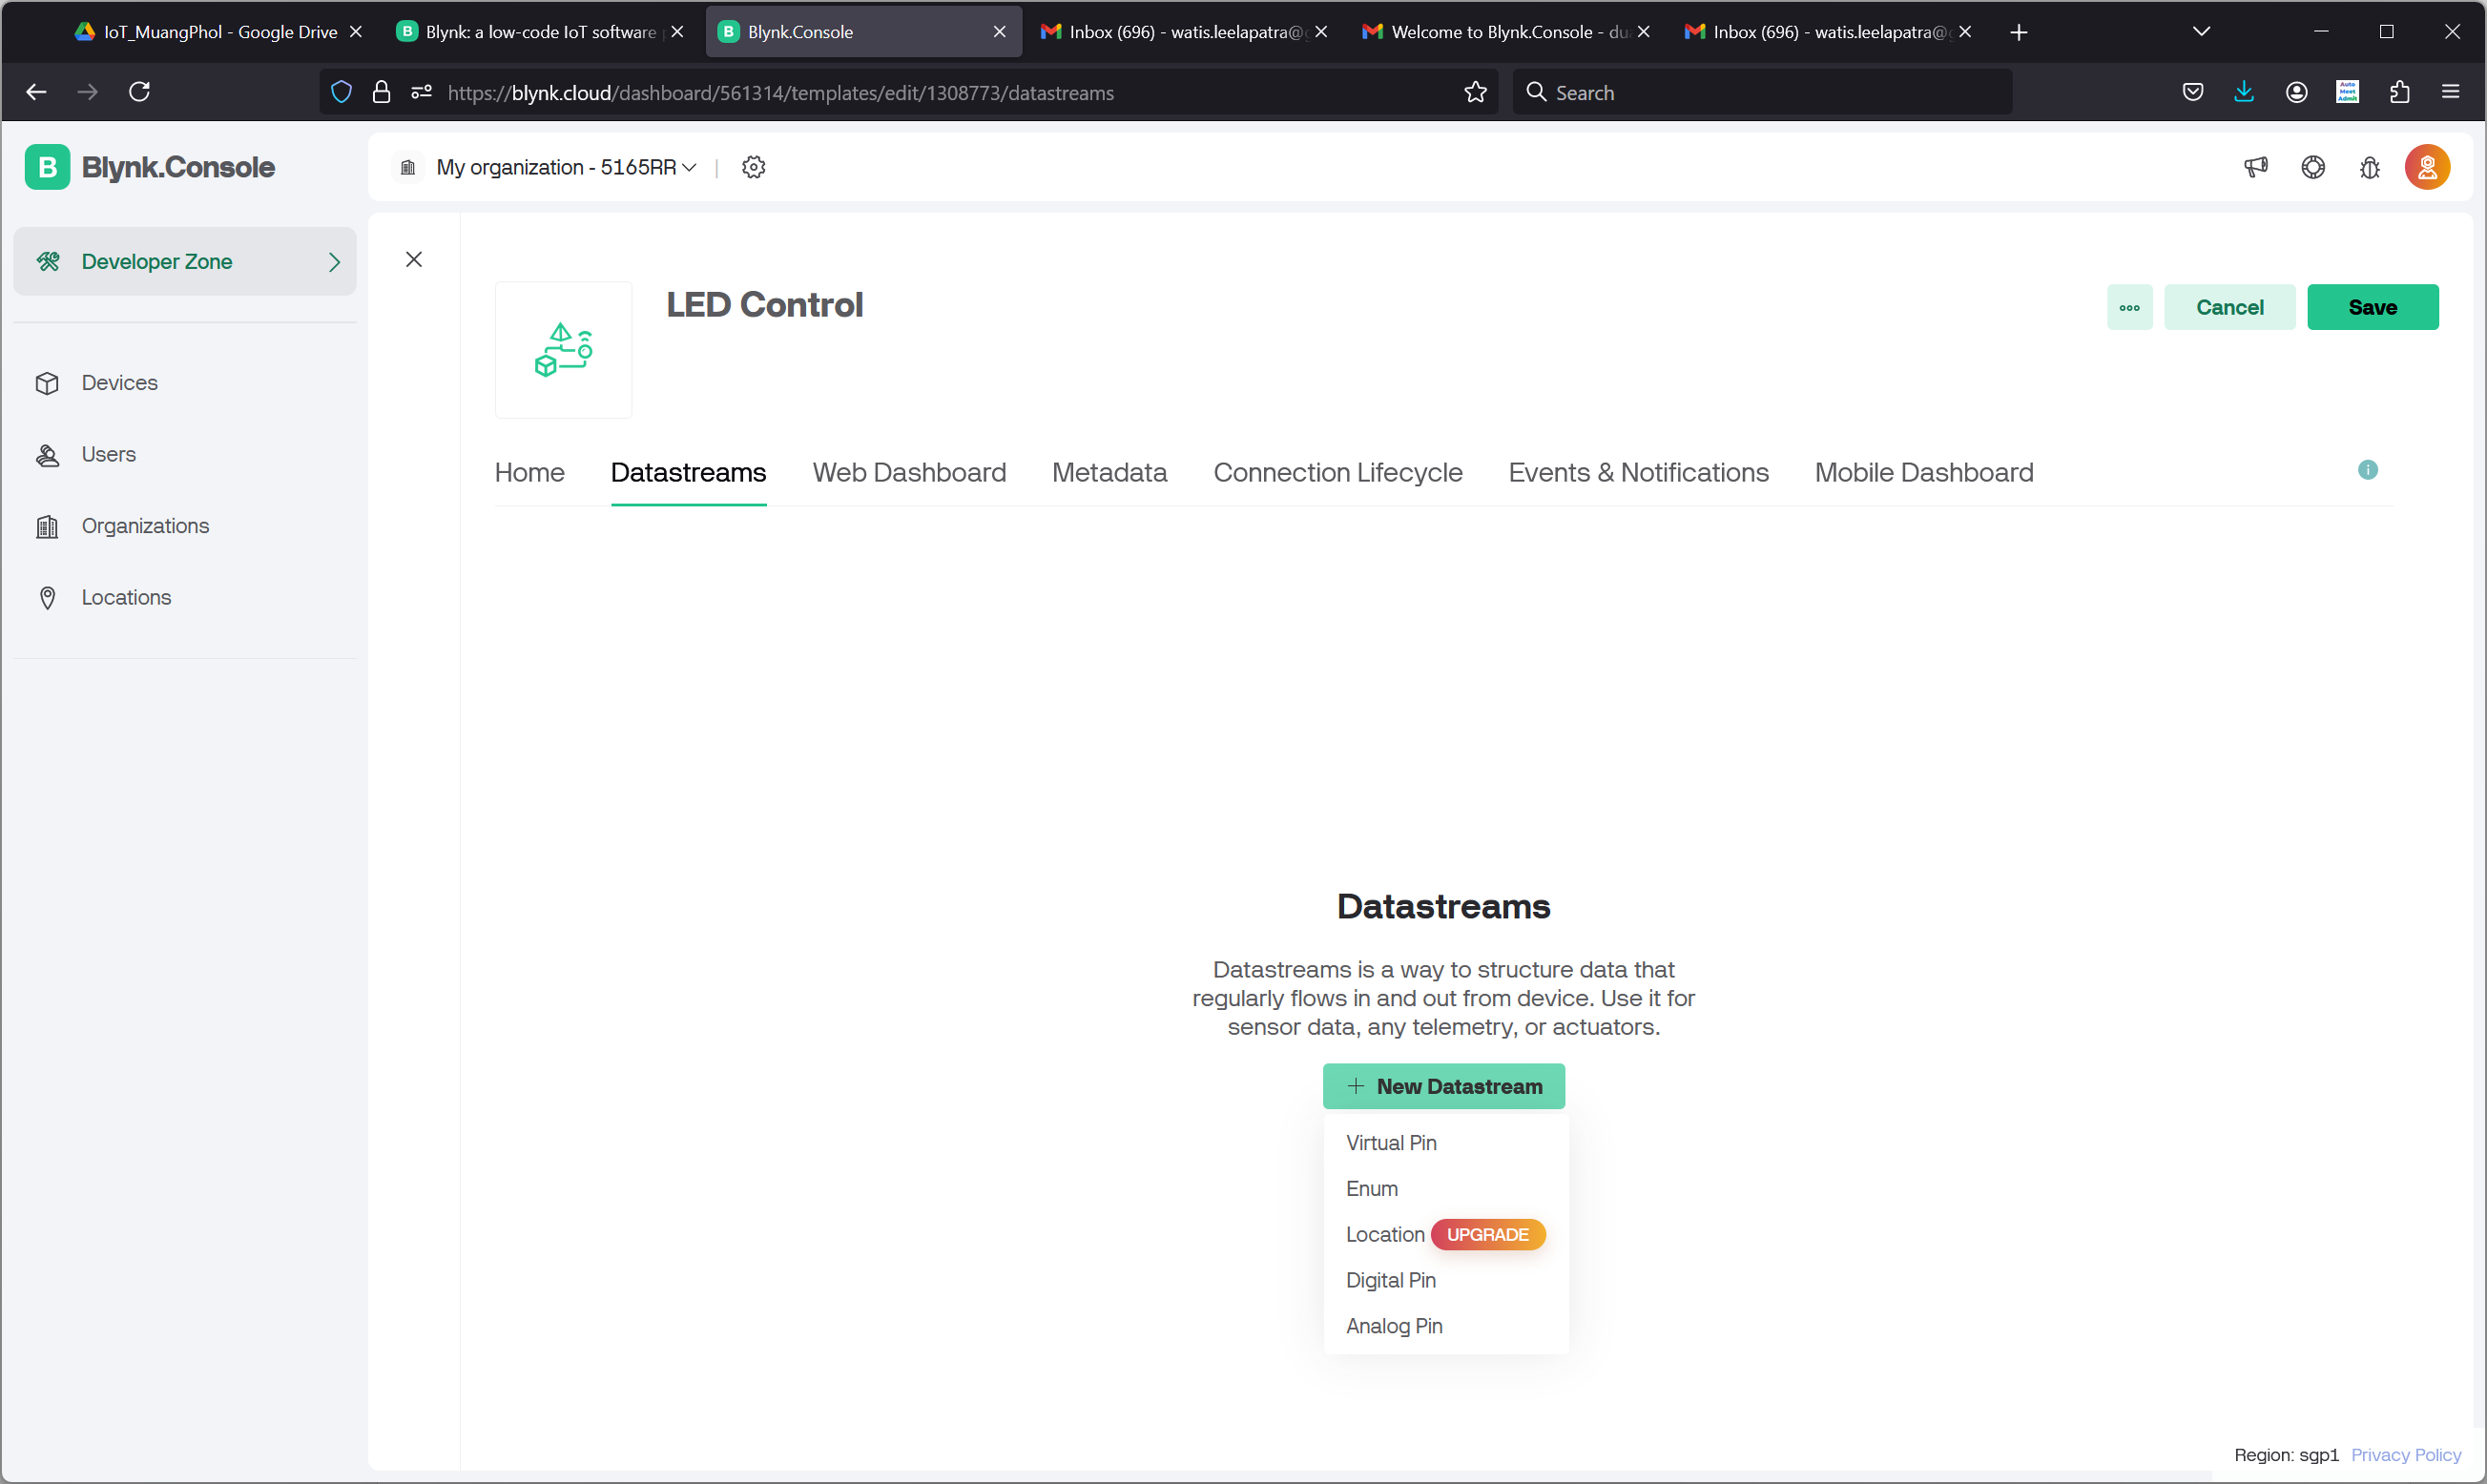 IoT_MuangPhol - Google Drive
Blynk: a low-code IoT software
Blynk.Console
Inbox (696) - watis.leelapatra@
Welcome to Blynk.Console - du
Inbox (696) - watis.leelapatra@
https://blynk.cloud/dashboard/561314/templates/edit/1308773/datastreams
Search
Auto Meet Admit
B Blynk.Console
My organization - 5165RR
Developer Zone
Devices
Users
Organizations
Locations
LED Control
Cancel
Save
Home
Datastreams
Web Dashboard
Metadata
Connection Lifecycle
Events & Notifications
Mobile Dashboard
Datastreams
Datastreams is a way to structure data that
regularly flows in and out from device. Use it for
sensor data, any telemetry, or actuators.
+ New Datastream
Virtual Pin
Enum
Location UPGRADE
Digital Pin
Analog Pin
Region: sgp1 Privacy Policy